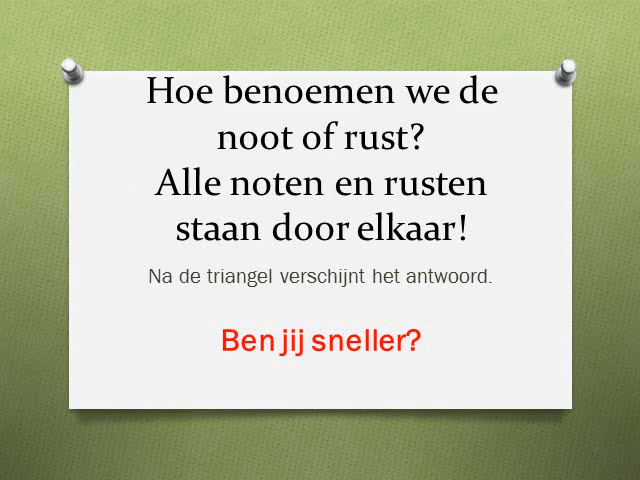 Hoe benoemen we de
noot of rust?
Alle noten en rusten
staan door elkaar!
Na de triangel verschijnt het antwoord.
Ben jij sneller?